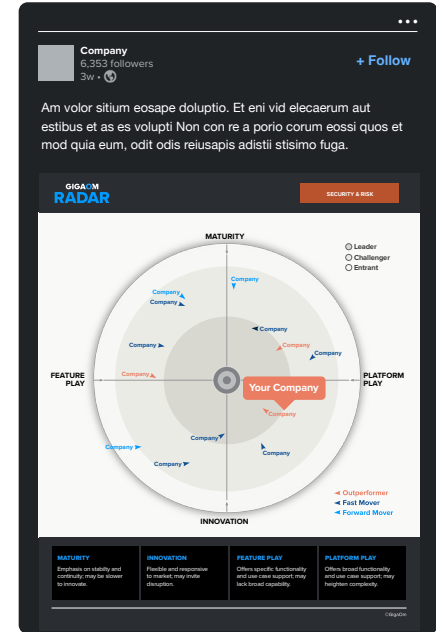 Company
6,353 followers
3w •
+ Follow
Am volor sitium eosape doluptio. Et eni vid elecaerum aut
estibus et as es volupti Non con re a porio corum eossi quos et
mod quia eum, odit odis reiusapis adistii stisimo fuga.
GIGAOM
RADAR
SECURITY & RISK
MATURITY
Leader
Challenger
Entrant
Company
Company
Company
Company
Company
Company
Company
Company
FEATURE
PLAY
PLATFORM
PLAY
Your Company
Company
Company
Company
Company
Company
Outperformer
Fast Mover
Forward Mover
INNOVATION
MATURITY
Emphasis on stabilty and
continuity; may be slower
to innovate.
INNOVATION
Flexible and responsive
to market; may invite
disruption.
FEATURE PLAY
Offers specific functionality
and use case support; may
lack broad capability.
PLATFORM PLAY
Offers broad functionality
and use case support; may
heighten complexity.
©GigaOm